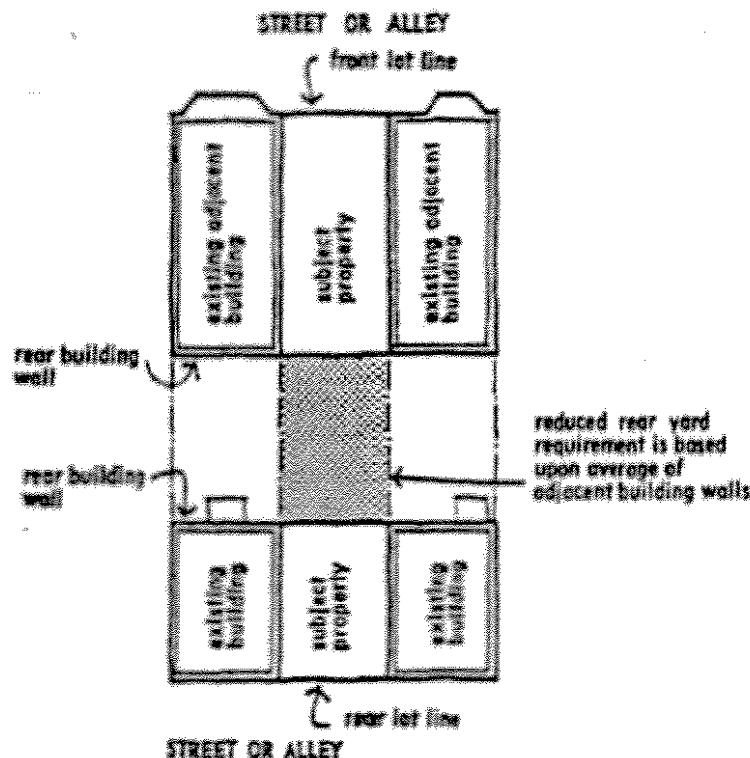 STREET OR ALLEY
front lot line
existing adjacent
building
subject
property
existing adjacent
building
rear building
wall
reduced rear yard
requirement is based
upon average of
adjacent building walls
rear building
wall
existing
building
subject
property
existing
building
rear lot line
STREET OR ALLEY